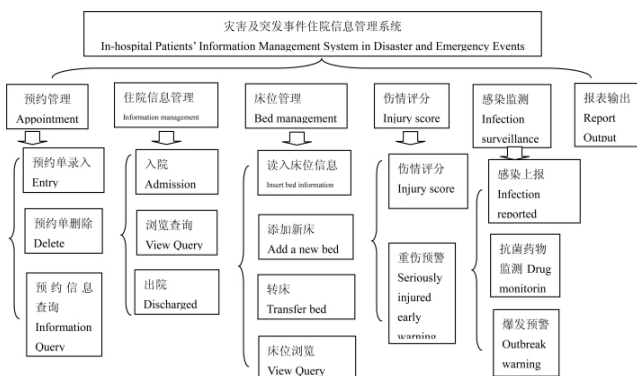 灾害及突发事件住院信息管理系统
In-hospital Patients' Information Management System in Disaster and Emergency Events
预约管理
Appointment
住院信息管理
Information management
床位管理
Bed management
伤情评分
Injury score
感染监测
Infection
surveillance
报表输出
Report
Output
预约单录入
Entry
预约单删除
Delete
预约信息
查询
Information
Query
入院
Admission
浏览查询
View Query
出院
Discharged
读入床位信息
Insert bed information
添加新床
Add a new bed
转床
Transfer bed
床位浏览
View Query
伤情评分
Injury score
重伤预警
Seriously
injured
early
warning
感染上报
Infection
reported
抗菌药物
监测 Drug
monitorin
爆发预警
Outbreak
warning